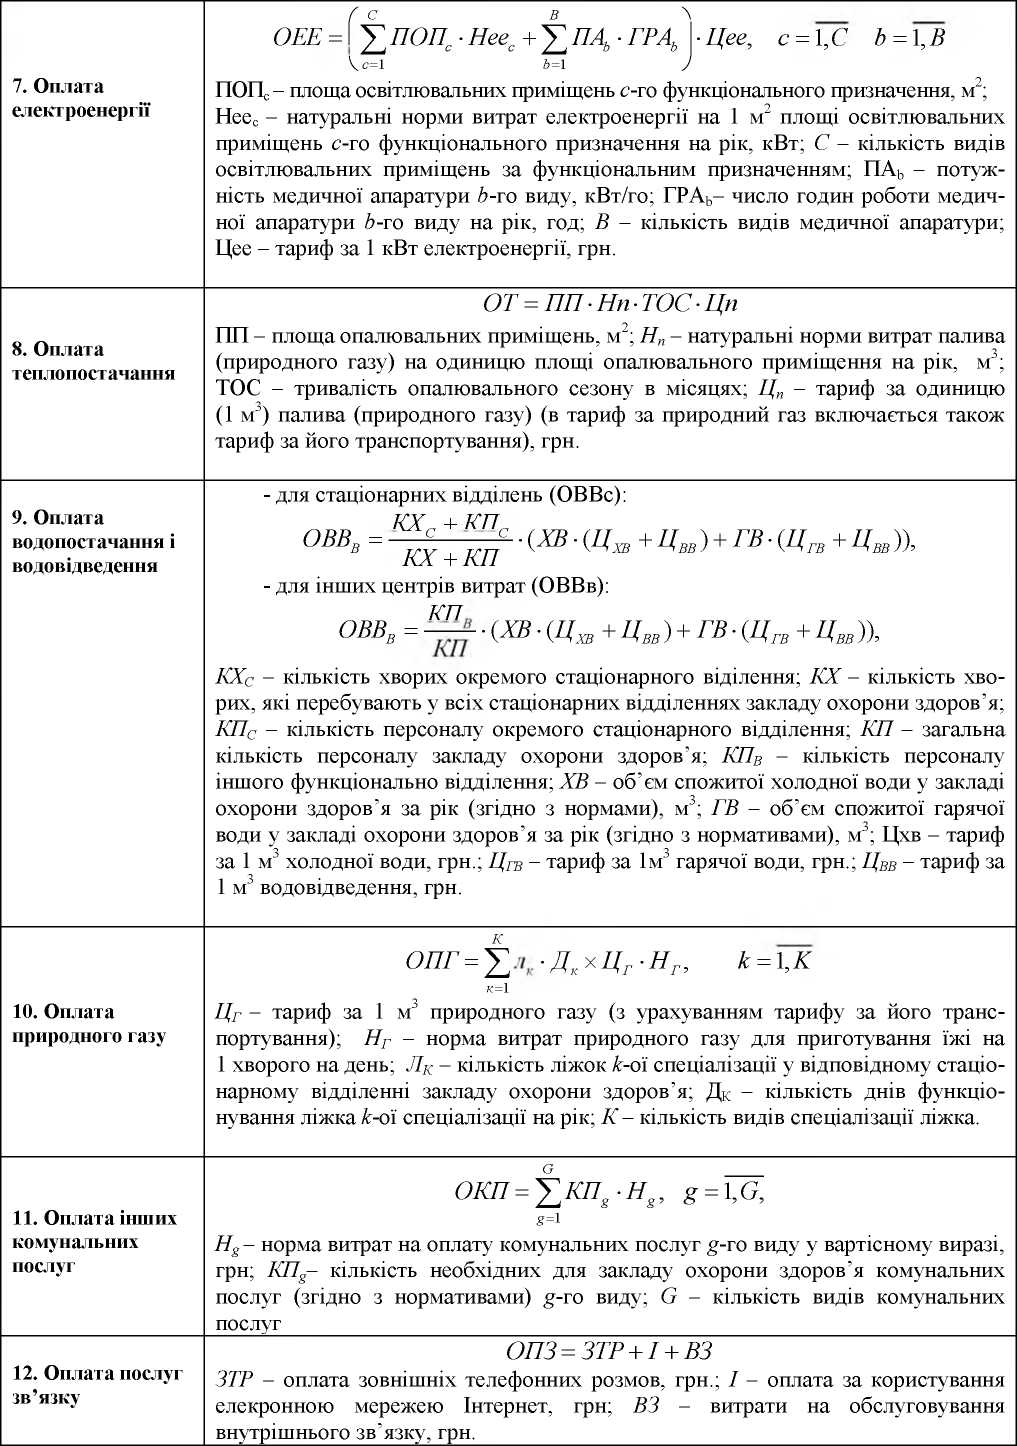 7. Оплата
електроенергії
ОЕЕ = ( ∑_{c=1}^{C} ПОП_c · Нее_c + ∑_{b=1}^{B} ПА_b · ГРА_b ) · Цее, c = \overline{1,C} b = \overline{1,B}
ПОП_с – площа освітлювальних приміщень с-го функціонального призначення, м²;
Нее_с – натуральні норми витрат електроенергії на 1 м² площі освітлювальних
приміщень с-го функціонального призначення на рік, кВт; С – кількість видів
освітлювальних приміщень за функціональним призначенням; ПА_b – потуж-
ність медичної апаратури b-го виду, кВт/го; ГРА_b– число годин роботи медич-
ної апаратури b-го виду на рік, год; В – кількість видів медичної апаратури;
Цее – тариф за 1 кВт електроенергії, грн.
8. Оплата
теплопостачання
ОТ = ПП · Нп · ТОС · Цп
ПП – площа опалювальних приміщень, м²; Н_п – натуральні норми витрат палива
(природного газу) на одиницю площі опалювального приміщення на рік, м³;
ТОС – тривалість опалювального сезону в місяцях; Ц_п – тариф за одиницю
(1 м³) палива (природного газу) (в тариф за природний газ включається також
тариф за його транспортування), грн.
9. Оплата
водопостачання і
водовідведення
- для стаціонарних відділень (ОВВс):
ОВВ_В = \frac{КХ_С + КП_С}{КХ + КП} · (ХВ · (Ц_ХВ + Ц_ВВ) + ГВ · (Ц_ГВ + Ц_ВВ)),
- для інших центрів витрат (ОВВв):
ОВВ_В = \frac{КП_В}{КП} · (ХВ · (Ц_ХВ + Ц_ВВ) + ГВ · (Ц_ГВ + Ц_ВВ)),
КХ_С – кількість хворих окремого стаціонарного віділення; КХ – кількість хво-
рих, які перебувають у всіх стаціонарних відділеннях закладу охорони здоров’я;
КП_С – кількість персоналу окремого стаціонарного відділення; КП – загальна
кількість персоналу закладу охорони здоров’я; КП_В – кількість персоналу
іншого функціонально відділення; ХВ – об’єм спожитої холодної води у закладі
охорони здоров’я за рік (згідно з нормами), м³; ГВ – об’єм спожитої гарячої
води у закладі охорони здоров’я за рік (згідно з нормативами), м³; Цхв – тариф
за 1 м³ холодної води, грн.; Ц_ГВ – тариф за 1м³ гарячої води, грн.; Ц_ВВ – тариф за
1 м³ водовідведення, грн.
10. Оплата
природного газу
ОПГ = ∑_{к=1}^{К} л_к · Д_к × Ц_Г · Н_Г, k = \overline{1,K}
Ц_Г – тариф за 1 м³ природного газу (з урахуванням тарифу за його транс-
портування); Н_Г – норма витрат природного газу для приготування їжі на
1 хворого на день; Л_К – кількість ліжок k-ої спеціалізації у відповідному стаціо-
нарному відділенні закладу охорони здоров’я; Д_К – кількість днів функціо-
нування ліжка k-ої спеціалізації на рік; К – кількість видів спеціалізації ліжка.
11. Оплата інших
комунальних
послуг
ОКП = ∑_{g=1}^{G} КП_g · Н_g, g = \overline{1,G},
Н_g – норма витрат на оплату комунальних послуг g-го виду у вартісному виразі,
грн; КП_g– кількість необхідних для закладу охорони здоров’я комунальних
послуг (згідно з нормативами) g-го виду; G – кількість видів комунальних
послуг
12. Оплата послуг
зв’язку
ОПЗ = ЗТР + І + ВЗ
ЗТР – оплата зовнішніх телефонних розмов, грн.; І – оплата за користування
елекронною мережею Інтернет, грн; ВЗ – витрати на обслуговування
внутрішнього зв’язку, грн.